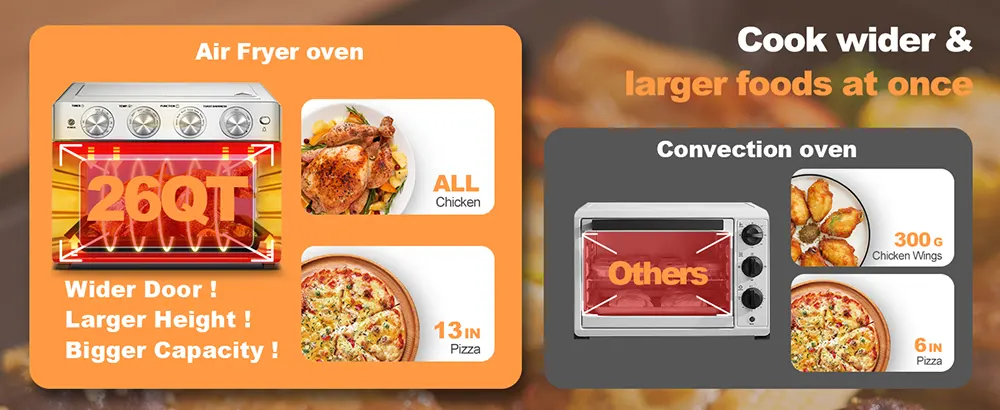 Air Fryer oven
26QT
Wider Door !
Larger Height !
Bigger Capacity !
ALL
Chicken
13 IN
Pizza
Cook wider &
larger foods at once
Convection oven
Others
300 G
Chicken Wings
6 IN
Pizza